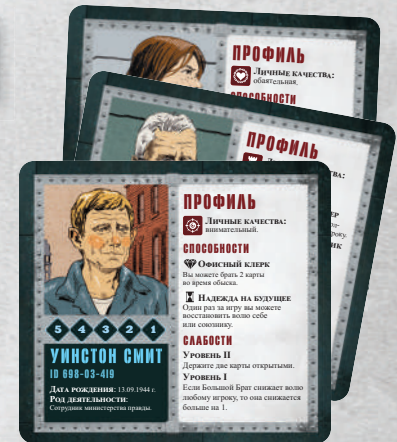 ПРОФИЛЬ
Личные качества:
обаятельная.
СПОСОБНОСТИ
ПРОФИЛЬ
ПРОФИЛЬ
Личные качества:
внимательный.
СПОСОБНОСТИ
Офисный клерк
Вы можете брать 2 карты
во время обыска.
Надежда на будущее
Один раз за игру вы можете
восстановить волю себе
или союзнику.
СЛАБОСТИ
Уровень II
Держите две карты открытыми.
Уровень I
Если Большой Брат снижает волю
любому игроку, то она снижается
больше на 1.
5 4 3 2 1
УИНСТОН СМИТ
ID 698-03-419
Дата рождения: 13.09.1944 г.
Род деятельности:
Сотрудник министерства правды.